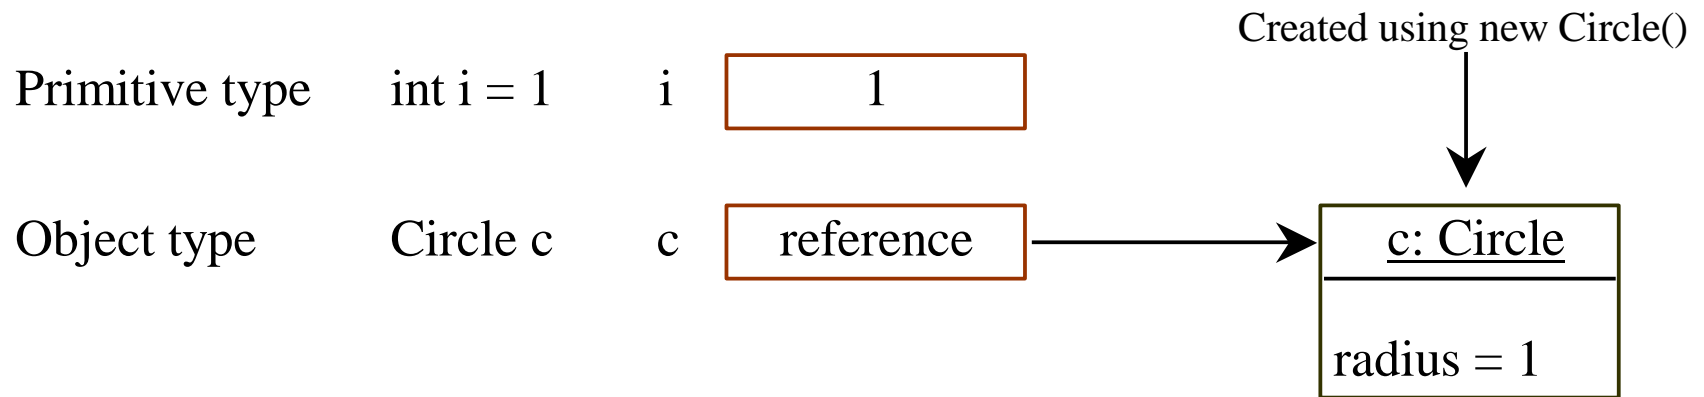 Created using new Circle()
Primitive type int i = 1 i 1
Object type Circle c c reference c: Circle
radius = 1